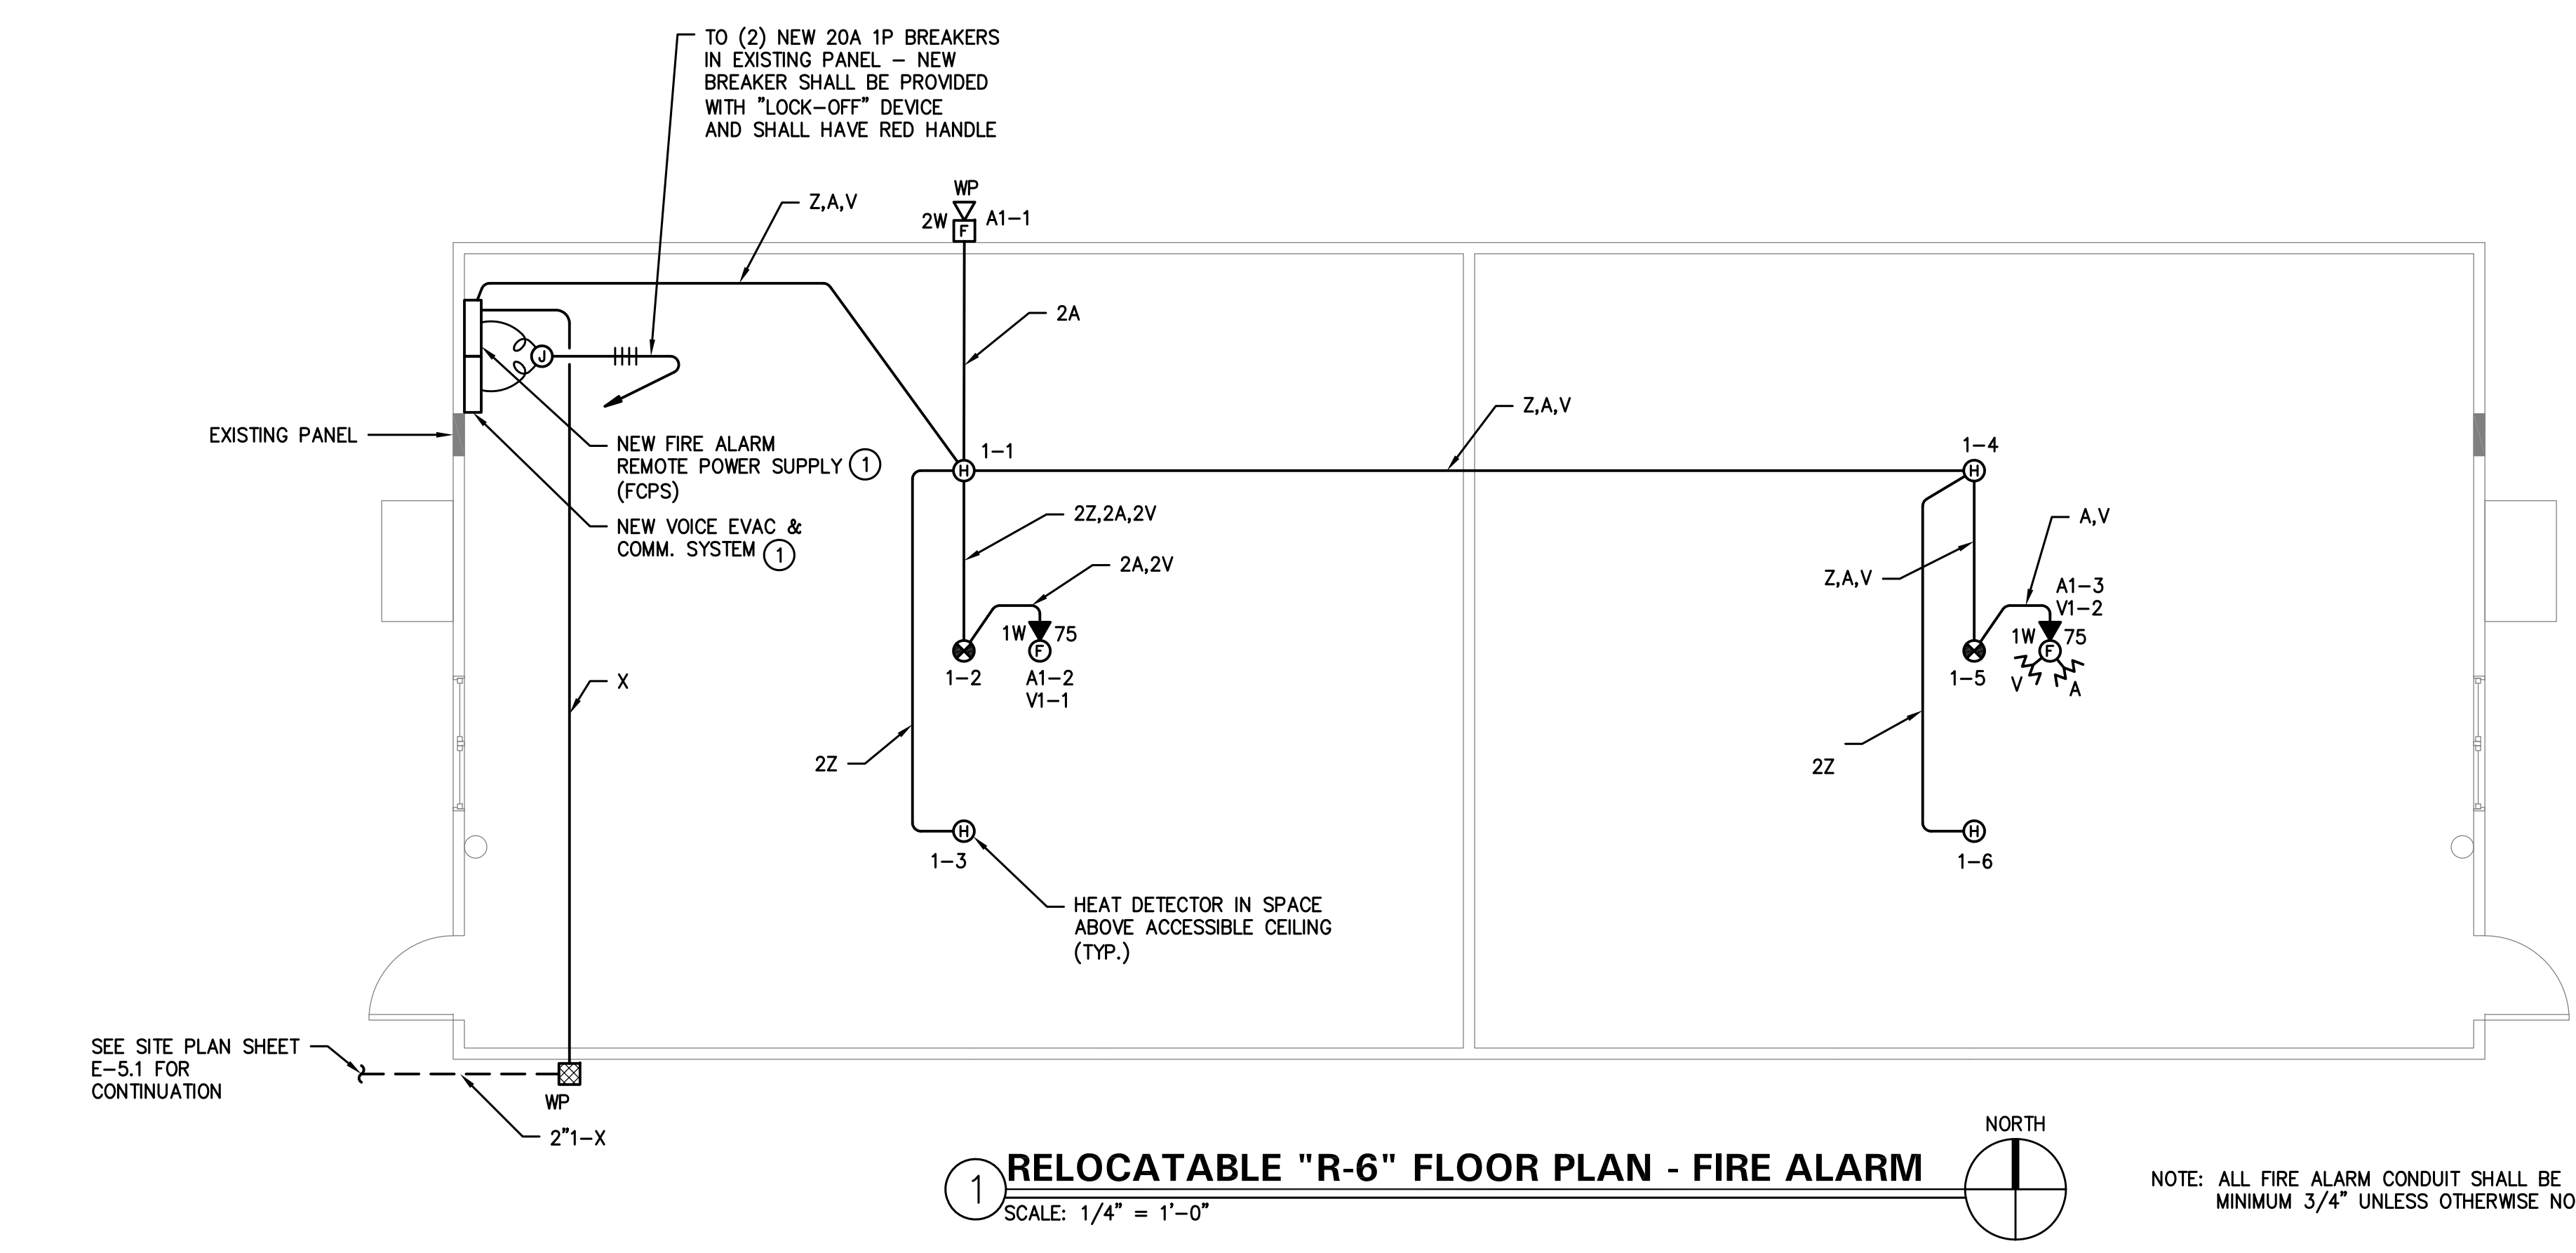 TO (2) NEW 20A 1P BREAKERS
IN EXISTING PANEL – NEW
BREAKER SHALL BE PROVIDED
WITH "LOCK–OFF" DEVICE
AND SHALL HAVE RED HANDLE
WP
2W
F
A1–1
Z,A,V
2A
J
Z,A,V
EXISTING PANEL
NEW FIRE ALARM
REMOTE POWER SUPPLY 1
(FCPS)
NEW VOICE EVAC &
COMM. SYSTEM 1
H
1–1
1–4
H
2Z,2A,2V
2A,2V
A,V
Z,A,V
A1–3
V1–2
1W
75
F
1–2
A1–2
V1–1
1W
75
F
1–5
V
A
X
2Z
2Z
H
1–3
H
1–6
HEAT DETECTOR IN SPACE
ABOVE ACCESSIBLE CEILING
(TYP.)
SEE SITE PLAN SHEET
E–5.1 FOR
CONTINUATION
WP
2"1–X
NORTH
1
RELOCATABLE "R-6" FLOOR PLAN - FIRE ALARM
SCALE: 1/4" = 1'–0"
NOTE: ALL FIRE ALARM CONDUIT SHALL BE
MINIMUM 3/4" UNLESS OTHERWISE NO